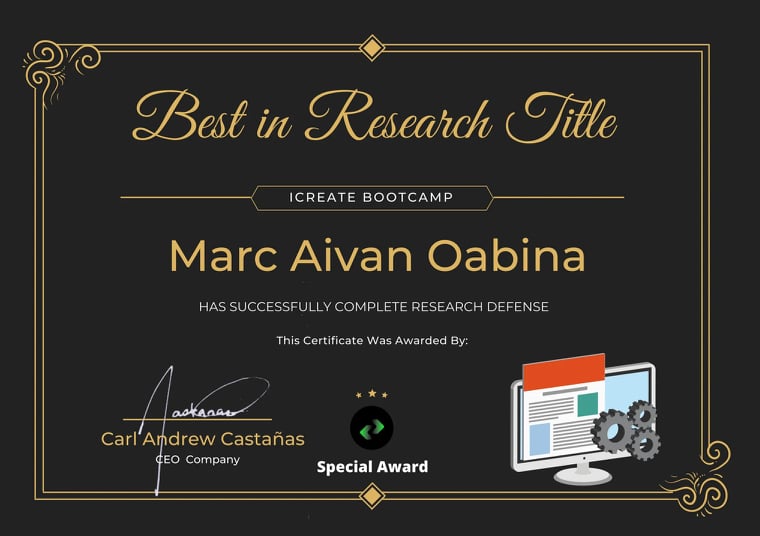 Best in Research Title
ICREATE BOOTCAMP
Marc Aivan Oabina
HAS SUCCESSFULLY COMPLETE RESEARCH DEFENSE
This Certificate Was Awarded By:
Carl Andrew Castañas
CEO Company
Special Award